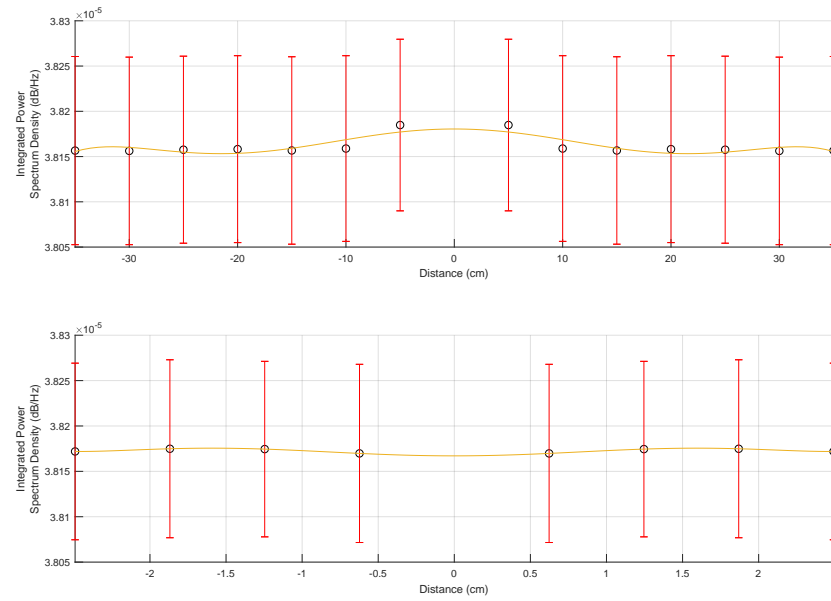 ×10⁻⁵
3.83
3.825
3.82
3.815
3.81
3.805
Integrated Power
Spectrum Density (dB/Hz)
-30 -20 -10 0 10 20 30
Distance (cm)
×10⁻⁵
3.83
3.825
3.82
3.815
3.81
3.805
Integrated Power
Spectrum Density (dB/Hz)
-2 -1.5 -1 -0.5 0 0.5 1 1.5 2
Distance (cm)